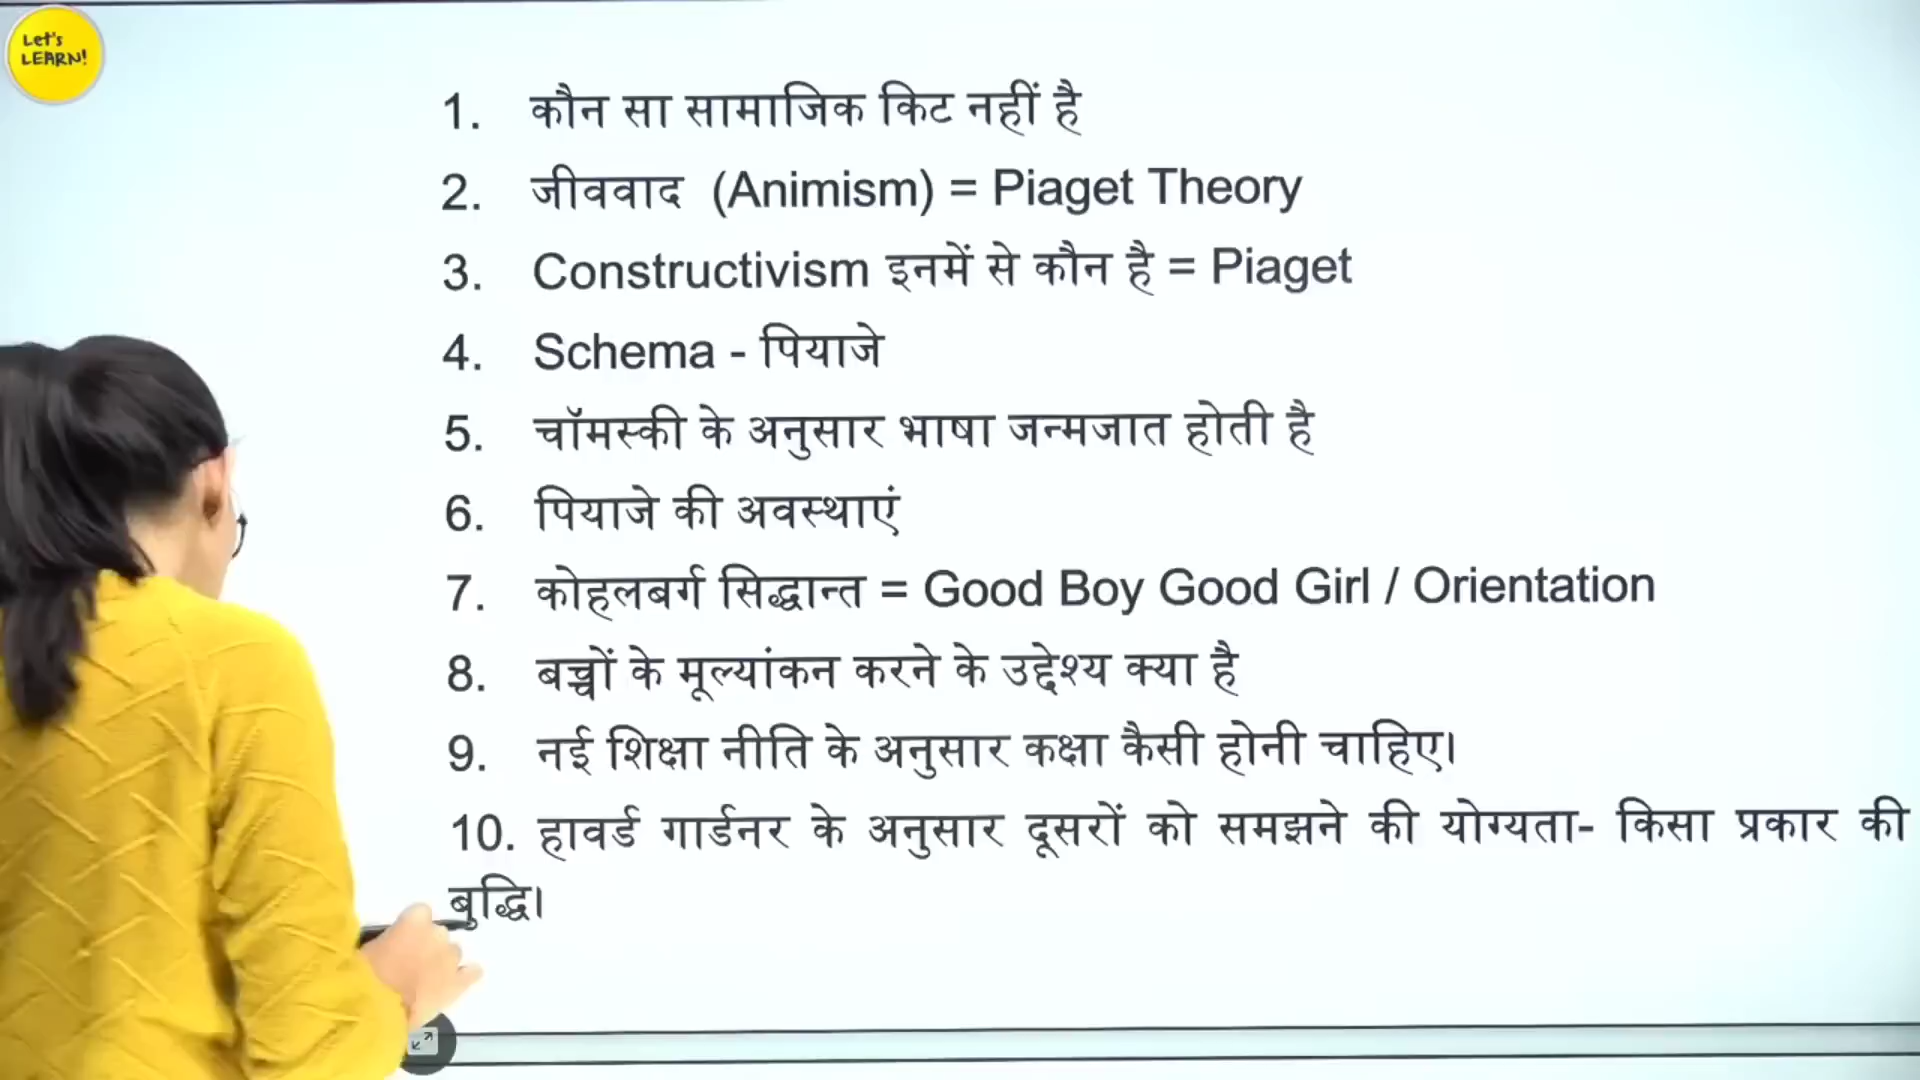 Let's
LEARN!
1. कौन सा सामाजिक किट नहीं है
2. जीववाद (Animism) = Piaget Theory
3. Constructivism इनमें से कौन है = Piaget
4. Schema - पियाजे
5. चॉमस्की के अनुसार भाषा जन्मजात होती है
6. पियाजे की अवस्थाएं
7. कोहलबर्ग सिद्धान्त = Good Boy Good Girl / Orientation
8. बच्चों के मूल्यांकन करने के उद्देश्य क्या है
9. नई शिक्षा नीति के अनुसार कक्षा कैसी होनी चाहिए।
10. हावर्ड गार्डनर के अनुसार दूसरों को समझने की योग्यता- किसा प्रकार की
बुद्धि।